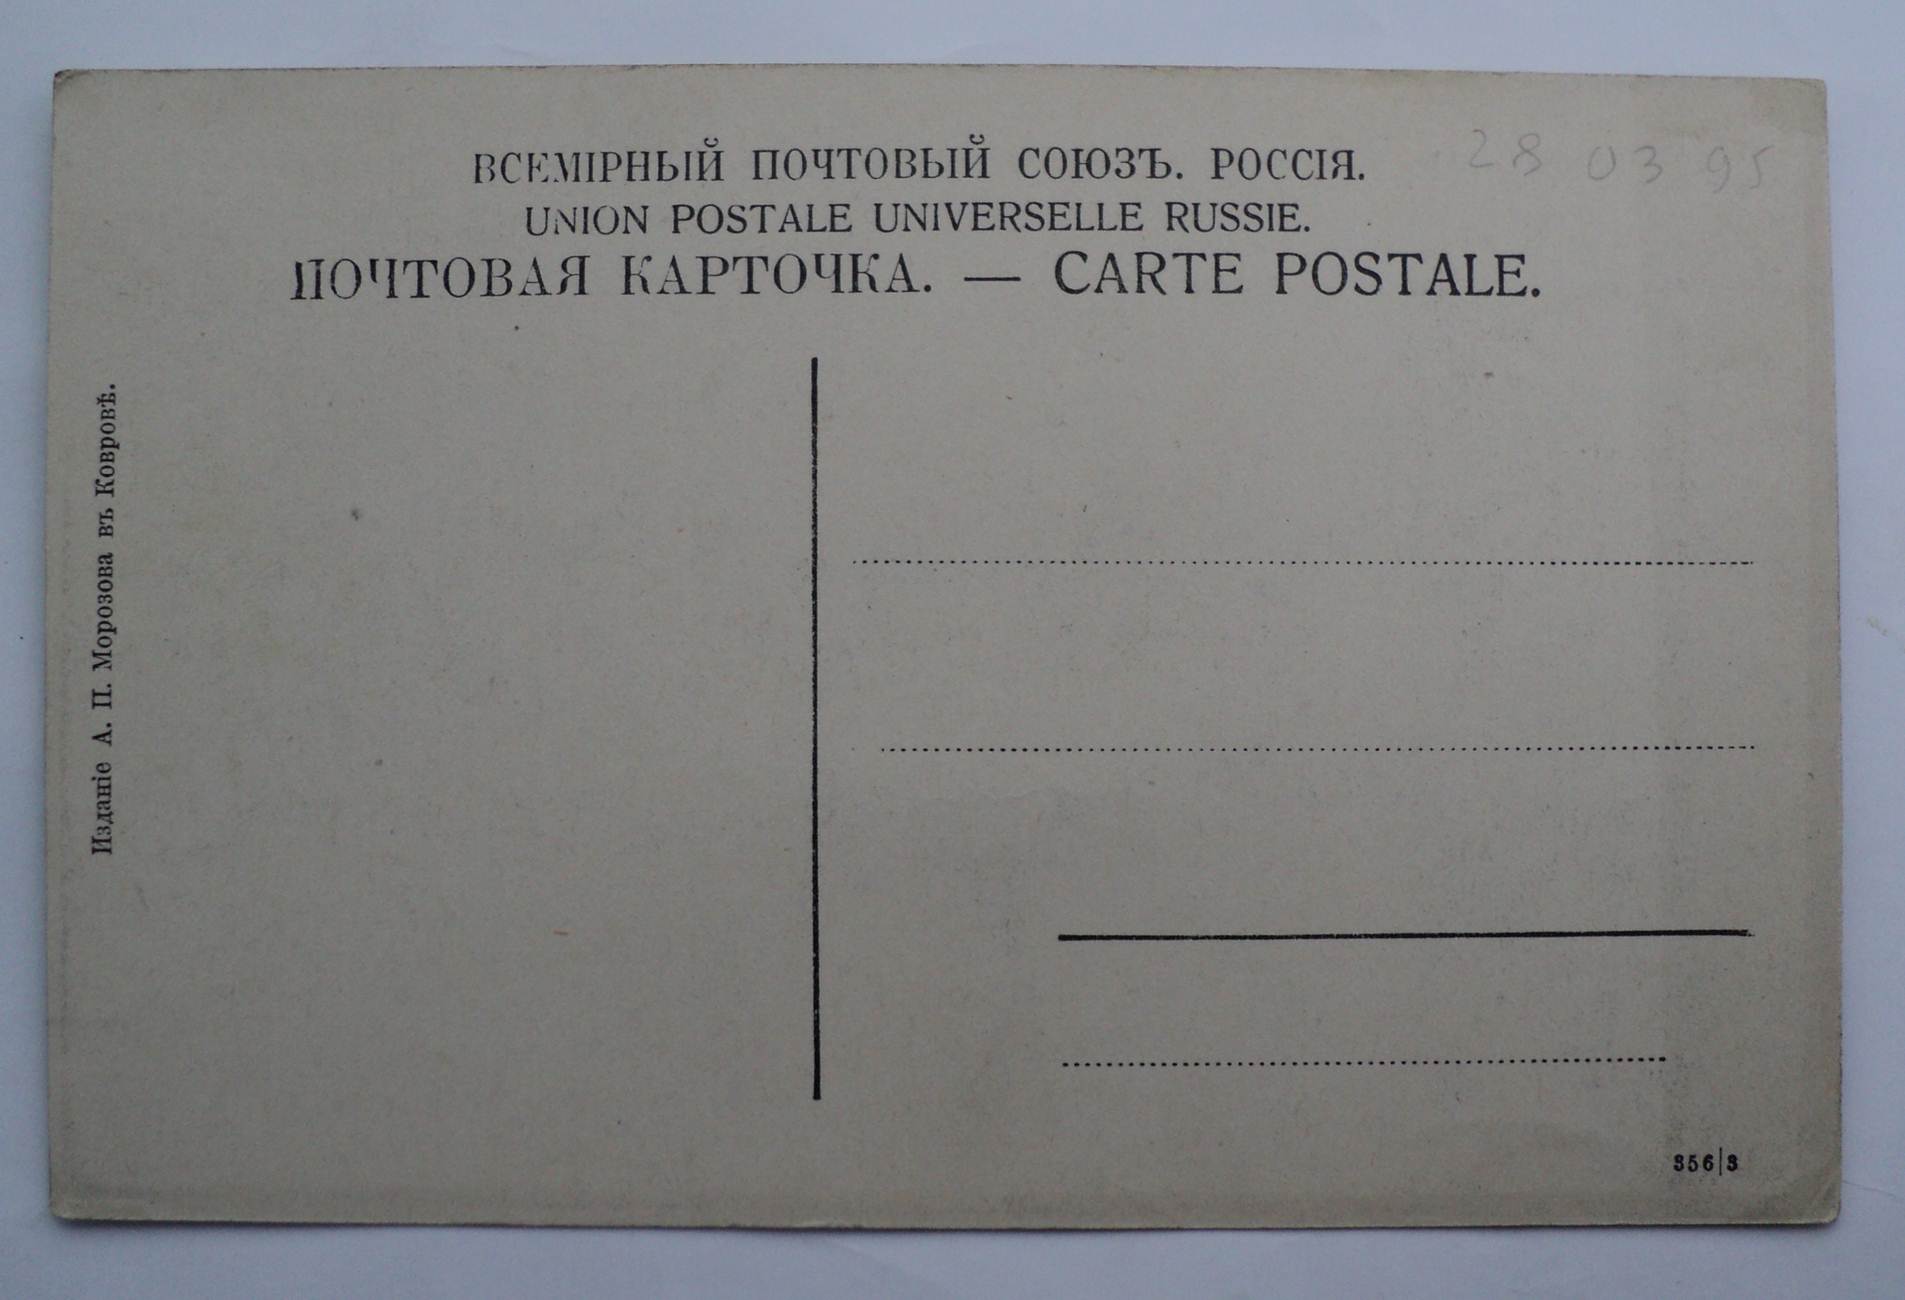 ВСЕМІРНЫЙ ПОЧТОВЫЙ СОЮЗЪ. РОССІЯ.
28 03 95
UNION POSTALE UNIVERSELLE RUSSIE.
ПОЧТОВАЯ КАРТОЧКА. — CARTE POSTALE.
Изданіе А. П. Морозова въ Ковровѣ.
356|3